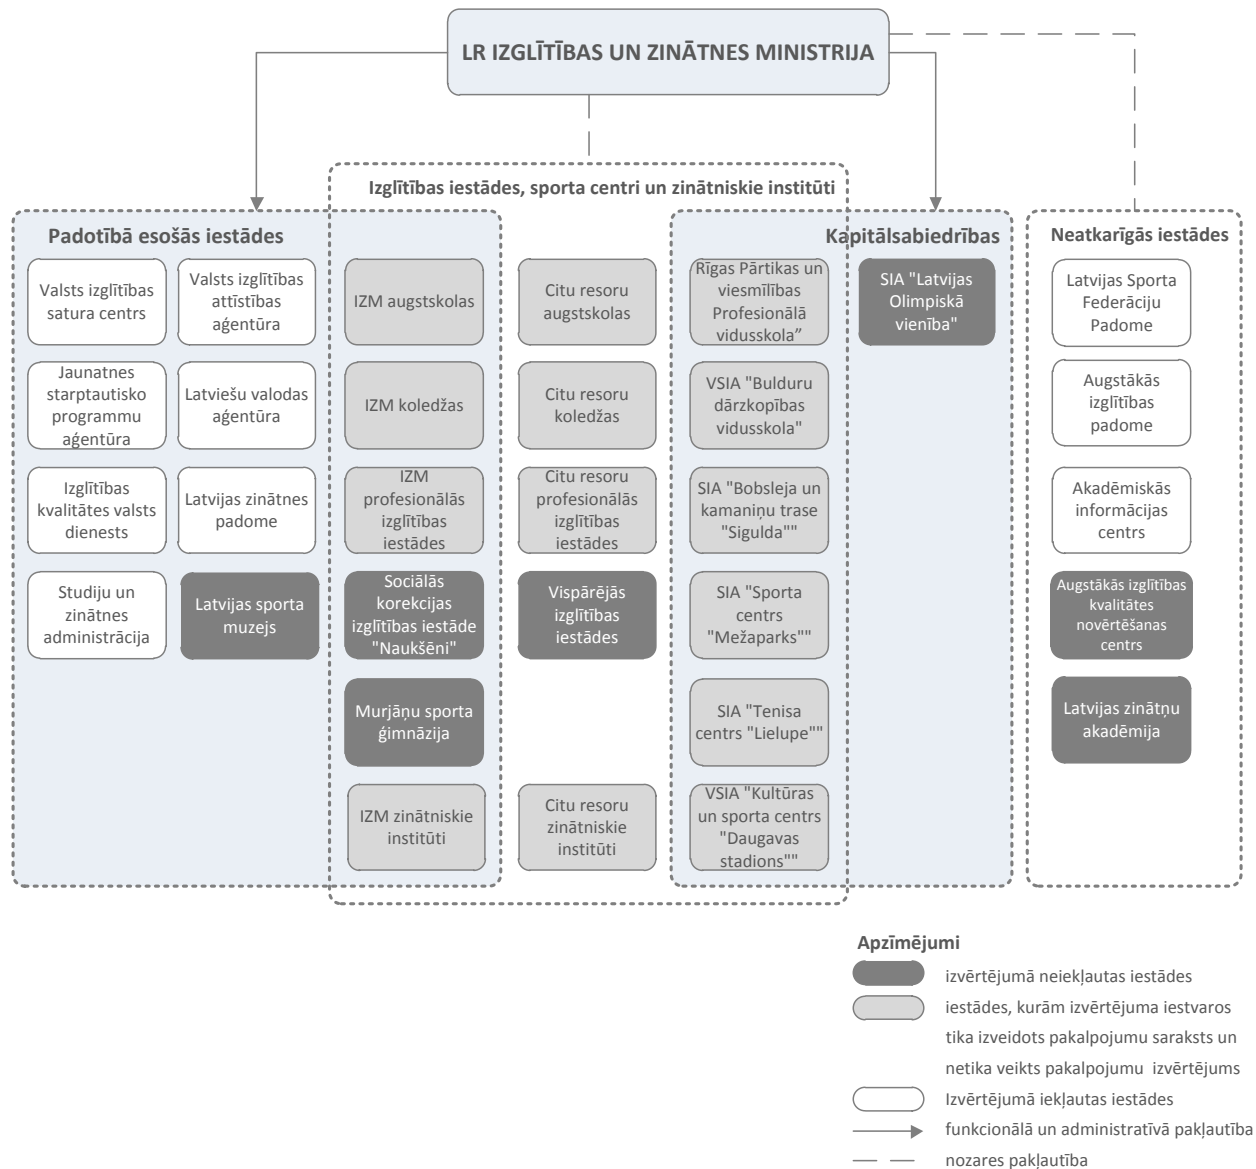 LR IZGLĪTĪBAS UN ZINĀTNES MINISTRIJA
Izglītības iestādes, sporta centri un zinātniskie institūti
Padotībā esošās iestādes
Valsts izglītības
satura centrs
Jaunatnes
starptautisko
programmu
aģentūra
Izglītības
kvalitātes valsts
dienests
Studiju un
zinātnes
administrācija
Valsts izglītības
attīstības
aģentūra
Latviešu valodas
aģentūra
Latvijas zinātnes
padome
Latvijas sporta
muzejs
IZM augstskolas
IZM koledžas
IZM
profesionālās
izglītības
iestādes
Sociālās
korekcijas
izglītības iestāde
"Naukšēni"
Murjāņu sporta
ģimnāzija
IZM zinātniskie
institūti
Citu resoru
augstskolas
Citu resoru
koledžas
Citu resoru
profesionālās
izglītības
iestādes
Vispārējās
izglītības
iestādes
Citu resoru
zinātniskie
institūti
Kapitālsabiedrības
Rīgas Pārtikas un
viesmīlības
Profesionālā
vidusskola”
VSIA "Bulduru
dārzkopības
vidusskola"
SIA "Bobsleja un
kamaniņu trase
"Sigulda""
SIA "Sporta
centrs
"Mežaparks""
SIA "Tenisa
centrs "Lielupe""
VSIA "Kultūras
un sporta centrs
"Daugavas
stadions""
SIA "Latvijas
Olimpiskā
vienība"
Neatkarīgās iestādes
Latvijas Sporta
Federāciju
Padome
Augstākās
izglītības
padome
Akadēmiskās
informācijas
centrs
Augstākās izglītības
kvalitātes
novērtēšanas
centrs
Latvijas zinātņu
akadēmija
Apzīmējumi
izvērtējumā neiekļautas iestādes
iestādes, kurām izvērtējuma iestvaros
tika izveidots pakalpojumu saraksts un
netika veikts pakalpojumu izvērtējums
Izvērtējumā iekļautas iestādes
funkcionālā un administratīvā pakļautība
nozares pakļautība